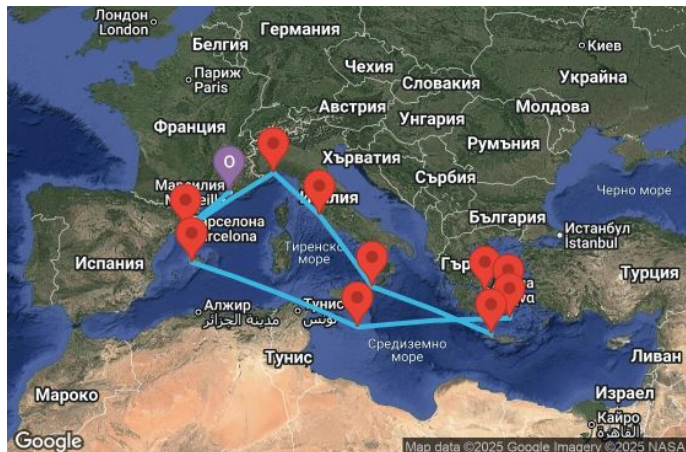 Лондон
London
Германия
Белгия
Киев
Париж
Paris
Чехия
Словакия
Украйна
Австрия
Молдова
Франция
Унгария
Румъния
О
Хърватия
Марсилия
Сърбия
Черно море
България
Истанбул
İstanbul
Барселона
Barcelona
Тиренско
море
Испания
Турция
Алжир
مدينة الجزائر
Тунис
تونس
Средиземно
море
Тунис
Ливан
Мароко
Израел
Кайро
القاهرة
Google
Map data ©2025 Google Imagery ©2025 NASA